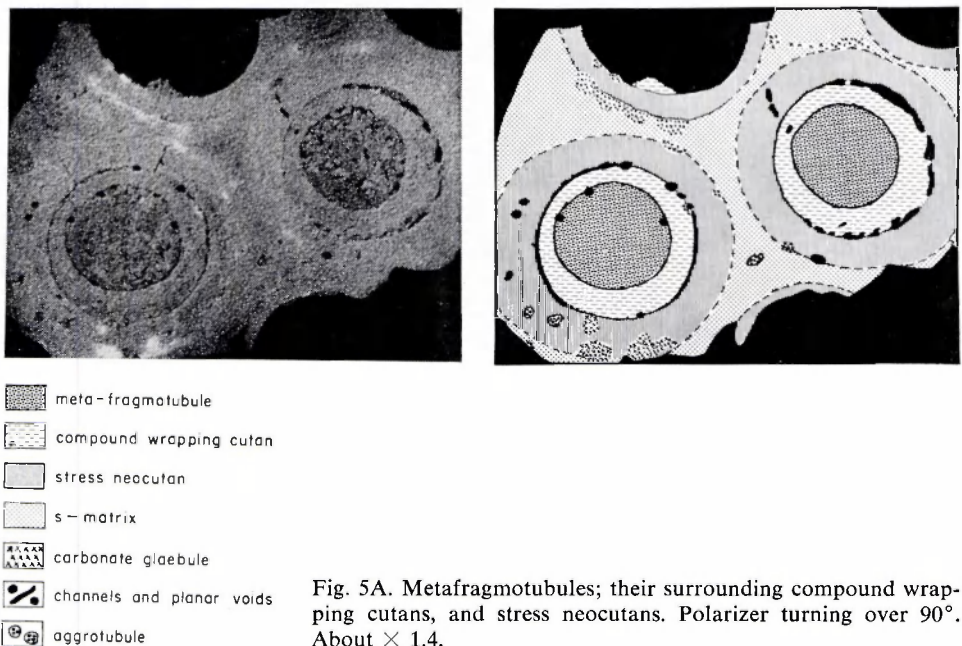 meta-fragmotubule
compound wrapping cutan
stress neocutan
s-matrix
carbonate glaebule
channels and planar voids
aggrotubule
Fig. 5A. Metafragmotubules; their surrounding compound wrap-
ping cutans, and stress neocutans. Polarizer turning over 90°.
About × 1.4.